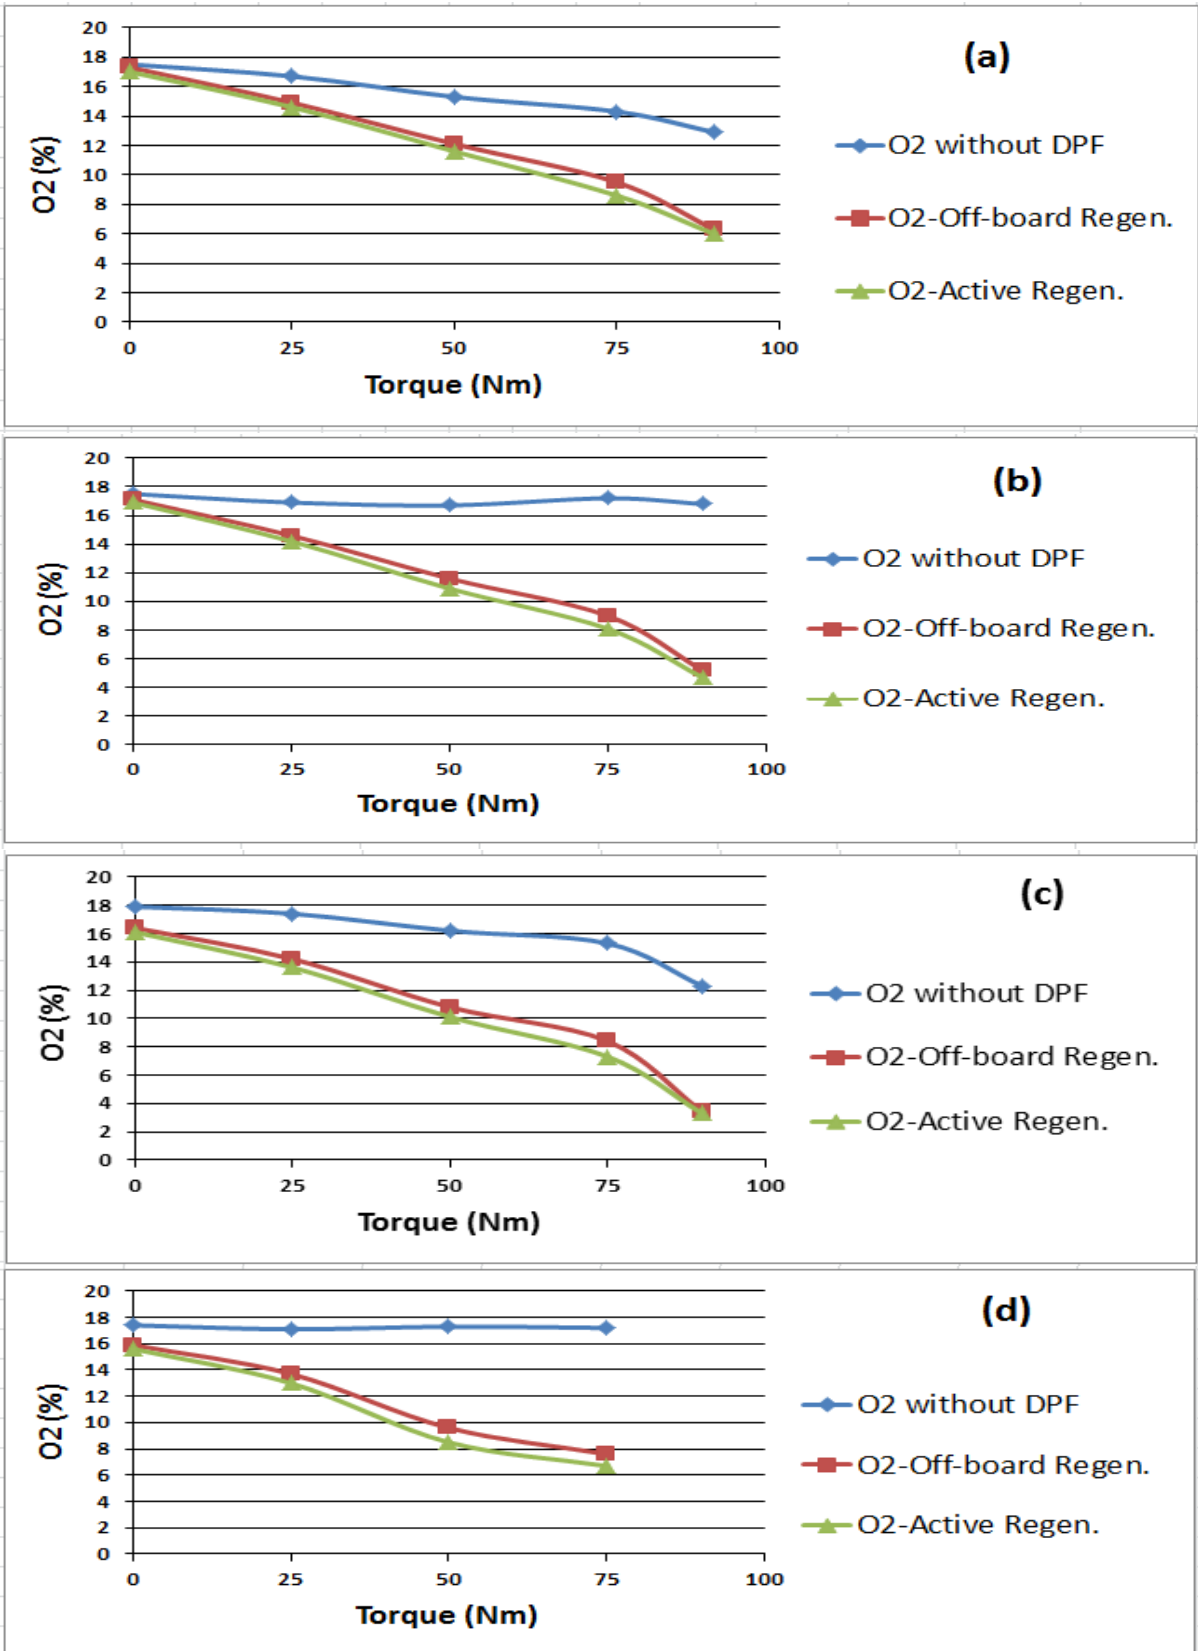 (a)
20
18
16
14
12
10
8
6
4
2
0
O2 (%)
0 25 50 75 100
Torque (Nm)
O2 without DPF
O2-Off-board Regen.
O2-Active Regen.
(b)
20
18
16
14
12
10
8
6
4
2
0
O2 (%)
0 25 50 75 100
Torque (Nm)
O2 without DPF
O2-Off-board Regen.
O2-Active Regen.
(c)
20
18
16
14
12
10
8
6
4
2
0
O2 (%)
0 25 50 75 100
Torque (Nm)
O2 without DPF
O2-Off-board Regen.
O2-Active Regen.
(d)
20
18
16
14
12
10
8
6
4
2
0
O2 (%)
0 25 50 75 100
Torque (Nm)
O2 without DPF
O2-Off-board Regen.
O2-Active Regen.